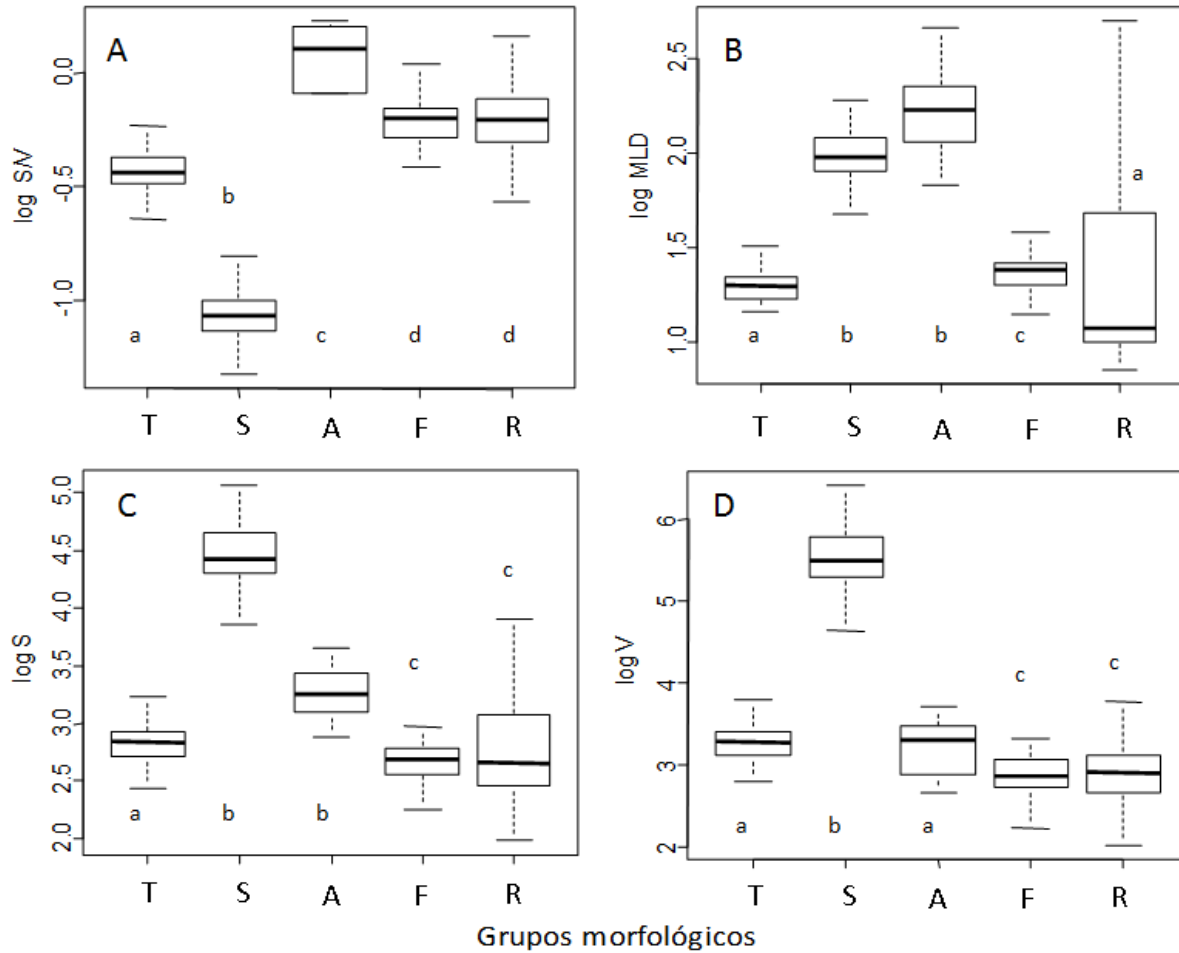 A
log S/V
0.0
-0.5
-1.0
a
b
c
d
d
T S A F R
B
log MLD
2.5
2.0
1.5
1.0
a
b
b
c
a
T S A F R
C
log S
5.0
4.5
4.0
3.5
3.0
2.5
2.0
a
b
b
c
c
T S A F R
D
log V
6
5
4
3
2
a
b
a
c
c
T S A F R
Grupos morfológicos